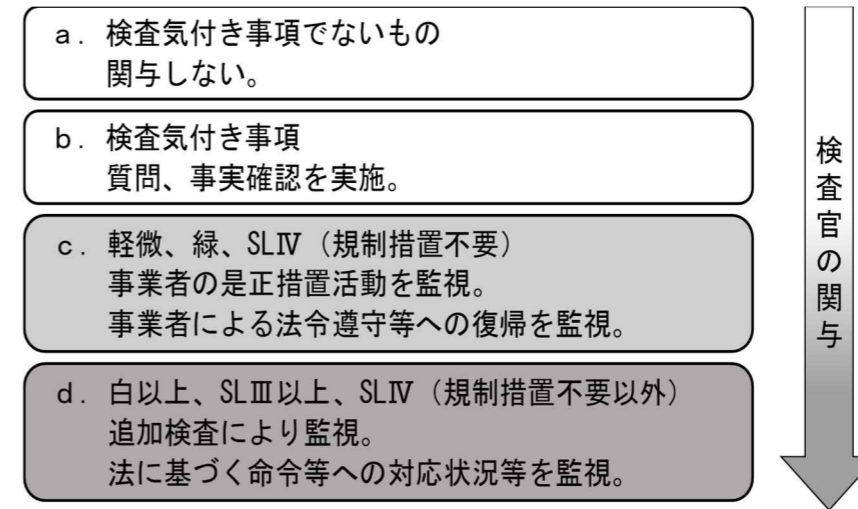 a．検査気付き事項でないもの
関与しない。
b．検査気付き事項
質問、事実確認を実施。
c．軽微、緑、SLⅣ（規制措置不要）
事業者の是正措置活動を監視。
事業者による法令遵守等への復帰を監視。
d．白以上、SLⅢ以上、SLⅣ（規制措置不要以外）
追加検査により監視。
法に基づく命令等への対応状況等を監視。
検査官の関与